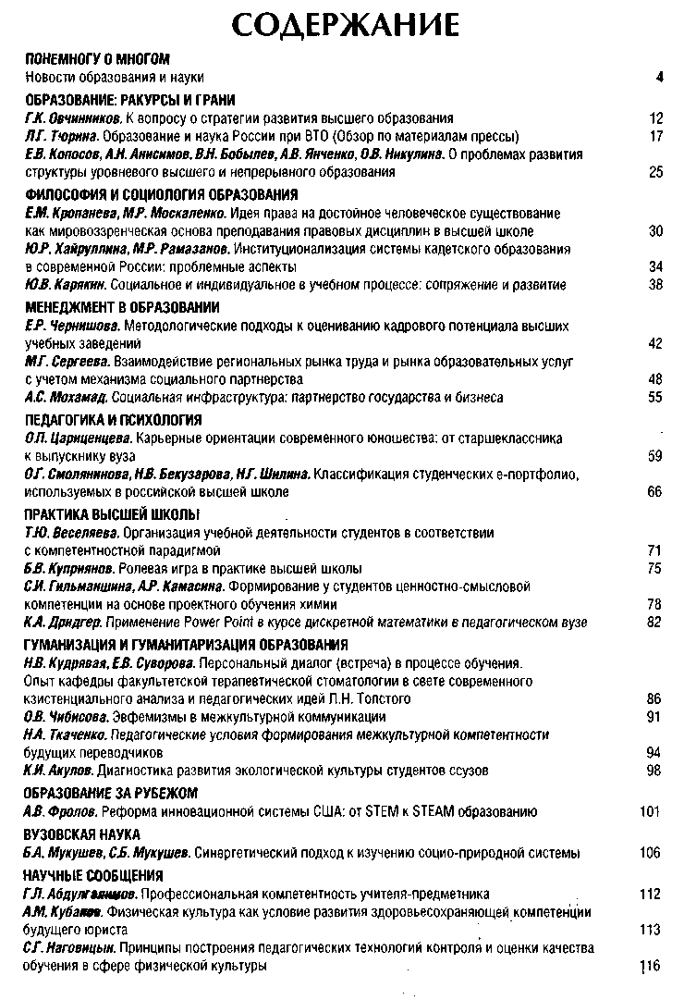 СОДЕРЖАНИЕ
ПОНЕМНОГУ О МНОГОМ
Новости образования и науки 4
ОБРАЗОВАНИЕ: РАКУРСЫ И ГРАНИ
Г.К. Овчинников. К вопросу о стратегии развития высшего образования 12
Л.Г. Тюрина. Образование и наука России при ВТО (Обзор по материалам прессы) 17
Е.В. Копосов, А.Н. Анисимов, В.Н. Бобылев, А.В. Янченко, О.В. Никулина. О проблемах развития
структуры уровневого высшего и непрерывного образования 25
ФИЛОСОФИЯ И СОЦИОЛОГИЯ ОБРАЗОВАНИЯ
Е.М. Кропанева, М.Р. Москаленко. Идея права на достойное человеческое существование
как мировоззренческая основа преподавания правовых дисциплин в высшей школе 30
Ю.Р. Хайруллина, М.Р. Рамазанов. Институционализация системы кадетского образования
в современной России: проблемные аспекты 34
Ю.В. Карякин. Социальное и индивидуальное в учебном процессе: сопряжение и развитие 38
МЕНЕДЖМЕНТ В ОБРАЗОВАНИИ
Е.Р. Чернишова. Методологические подходы к оцениванию кадрового потенциала высших
учебных заведений 42
М.Г. Сергеева. Взаимодействие региональных рынка труда и рынка образовательных услуг
с учетом механизма социального партнерства 48
А.С. Мохамад. Социальная инфраструктура: партнерство государства и бизнеса 55
ПЕДАГОГИКА И ПСИХОЛОГИЯ
О.П. Цариценцева. Карьерные ориентации современного юношества: от старшеклассника
к выпускнику вуза 59
О.Г. Смолянинова, Н.В. Бекузарова, Н.Г. Шилина. Классификация студенческих е-портфолио,
используемых в российской высшей школе 66
ПРАКТИКА ВЫСШЕЙ ШКОЛЫ
Т.Ю. Веселяева. Организация учебной деятельности студентов в соответствии
с компетентностной парадигмой 71
Б.В. Куприянов. Ролевая игра в практике высшей школы 75
С.И. Гильманшина, А.Р. Камасина. Формирование у студентов ценностно-смысловой
компетенции на основе проектного обучения химии 78
К.А. Дридгер. Применение Power Point в курсе дискретной математики в педагогическом вузе 82
ГУМАНИЗАЦИЯ И ГУМАНИТАРИЗАЦИЯ ОБРАЗОВАНИЯ
Н.В. Кудрявая, Е.В. Суворова. Персональный диалог (встреча) в процессе обучения.
Опыт кафедры факультетской терапевтической стоматологии в свете современного
кзистенциального анализа и педагогических идей Л.Н. Толстого 86
О.В. Чибисова. Эвфемизмы в межкультурной коммуникации 91
Н.А. Ткаченко. Педагогические условия формирования межкультурной компетентности
будущих переводчиков 94
К.И. Акулов. Диагностика развития экологической культуры студентов ссузов 98
ОБРАЗОВАНИЕ ЗА РУБЕЖОМ
А.В. Фролов. Реформа инновационной системы США: от STEM к STEAM образованию 101
ВУЗОВСКАЯ НАУКА
Б.А. Мукушев, С.Б. Мукушев. Синергетический подход к изучению социо-природной системы 106
НАУЧНЫЕ СООБЩЕНИЯ
Г.Л. Абдулгалимов. Профессиональная компетентность учителя-предметника 112
А.М. Кубанов. Физическая культура как условие развития здоровьесохраняющей компетенции
будущего юриста 113
С.Г. Наговицын. Принципы построения педагогических технологий контроля и оценки качества
обучения в сфере физической культуры 116